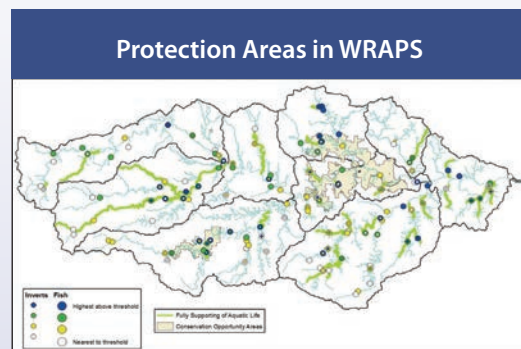 Protection Areas in WRAPS
Inverts Fish
Highest above threshold
Nearest to threshold
Fully Supporting of Aquatic Life
Conservation Opportunity Areas